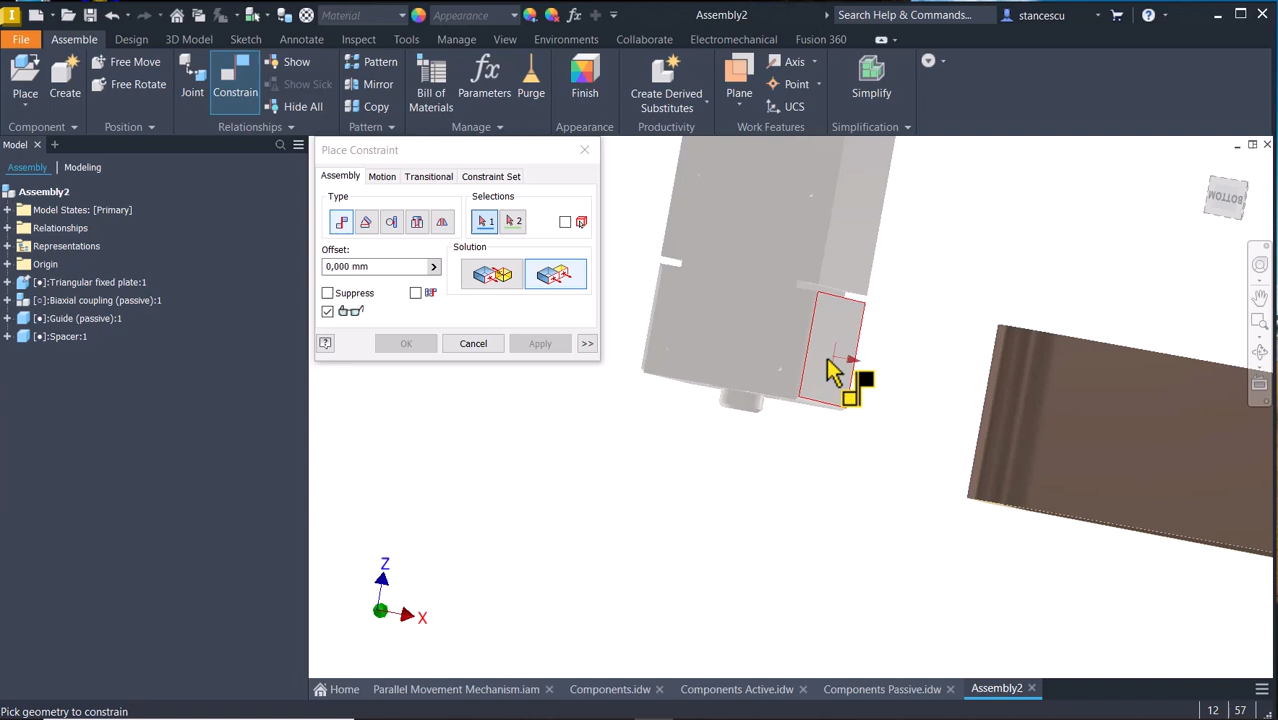 Material
Appearance
Assembly2
Search Help & Commands...
stancescu
File
Assemble
Design
3D Model
Sketch
Annotate
Inspect
Tools
Manage
View
Environments
Collaborate
Electromechanical
Fusion 360
Place
Create
Free Move
Free Rotate
Joint
Constrain
Show
Show Sick
Hide All
Pattern
Mirror
Copy
Bill of
Materials
fx
Parameters
Purge
Finish
Create Derived
Substitutes
Plane
Axis
Point
UCS
Simplify
Component
Position
Relationships
Pattern
Manage
Appearance
Productivity
Work Features
Simplification
Model
Assembly
Modeling
Assembly2
Model States: [Primary]
Relationships
Representations
Origin
[●]:Triangular fixed plate:1
[○]:Biaxial coupling (passive):1
[●]:Guide (passive):1
[●]:Spacer:1
Place Constraint
Assembly
Motion
Transitional
Constraint Set
Type
Selections
1
2
Offset:
0,000 mm
Solution
Suppress
OK
Cancel
Apply
>>
BOTTOM
Z
X
Home
Parallel Movement Mechanism.iam
Components.idw
Components Active.idw
Components Passive.idw
Assembly2
Pick geometry to constrain
12
57